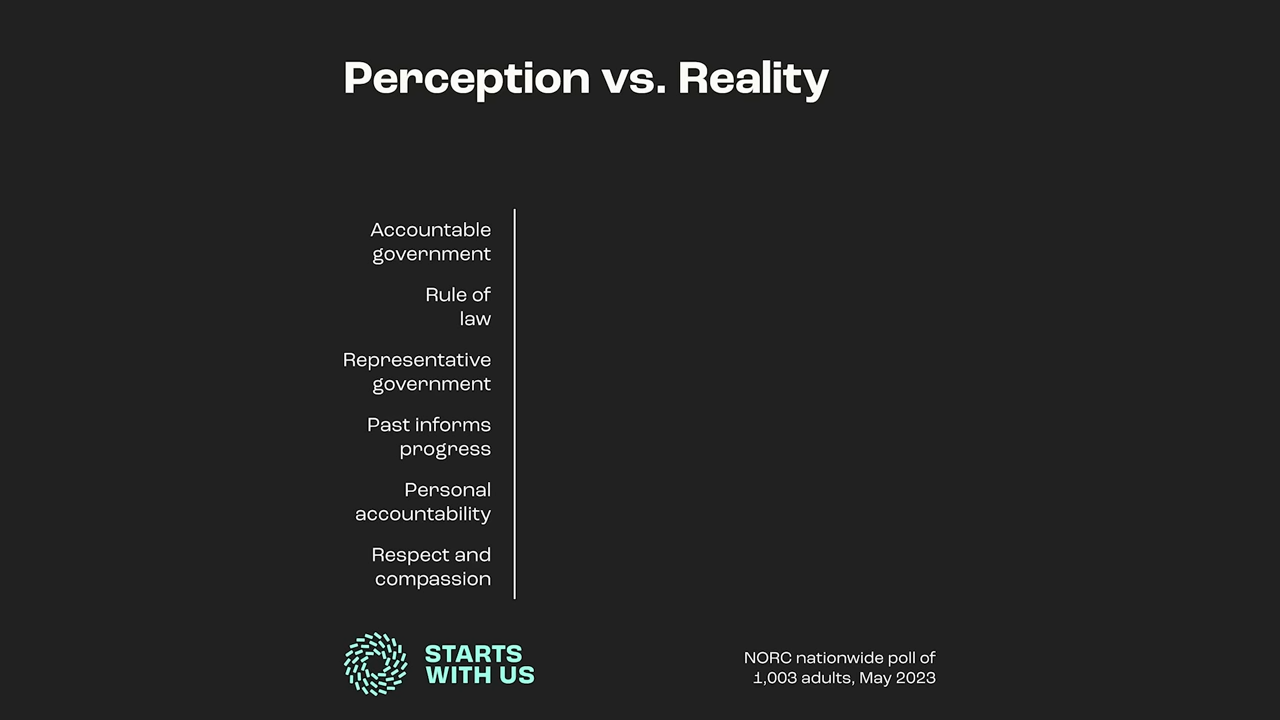 Perception vs. Reality
Accountable
government
Rule of
law
Representative
government
Past informs
progress
Personal
accountability
Respect and
compassion
STARTS
WITH US
NORC nationwide poll of
1,003 adults, May 2023